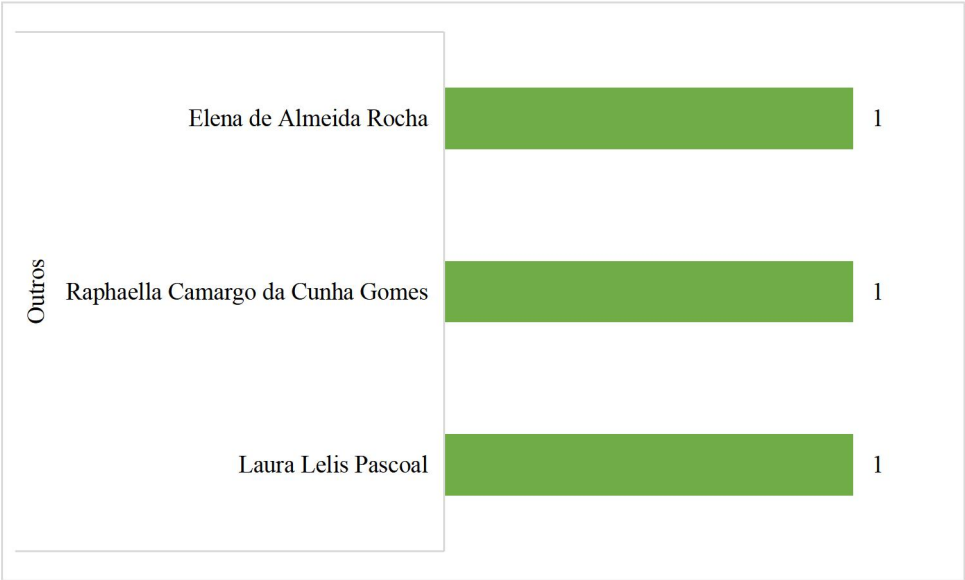 Outros
Elena de Almeida Rocha
1
Raphaella Camargo da Cunha Gomes
1
Laura Lelis Pascoal
1